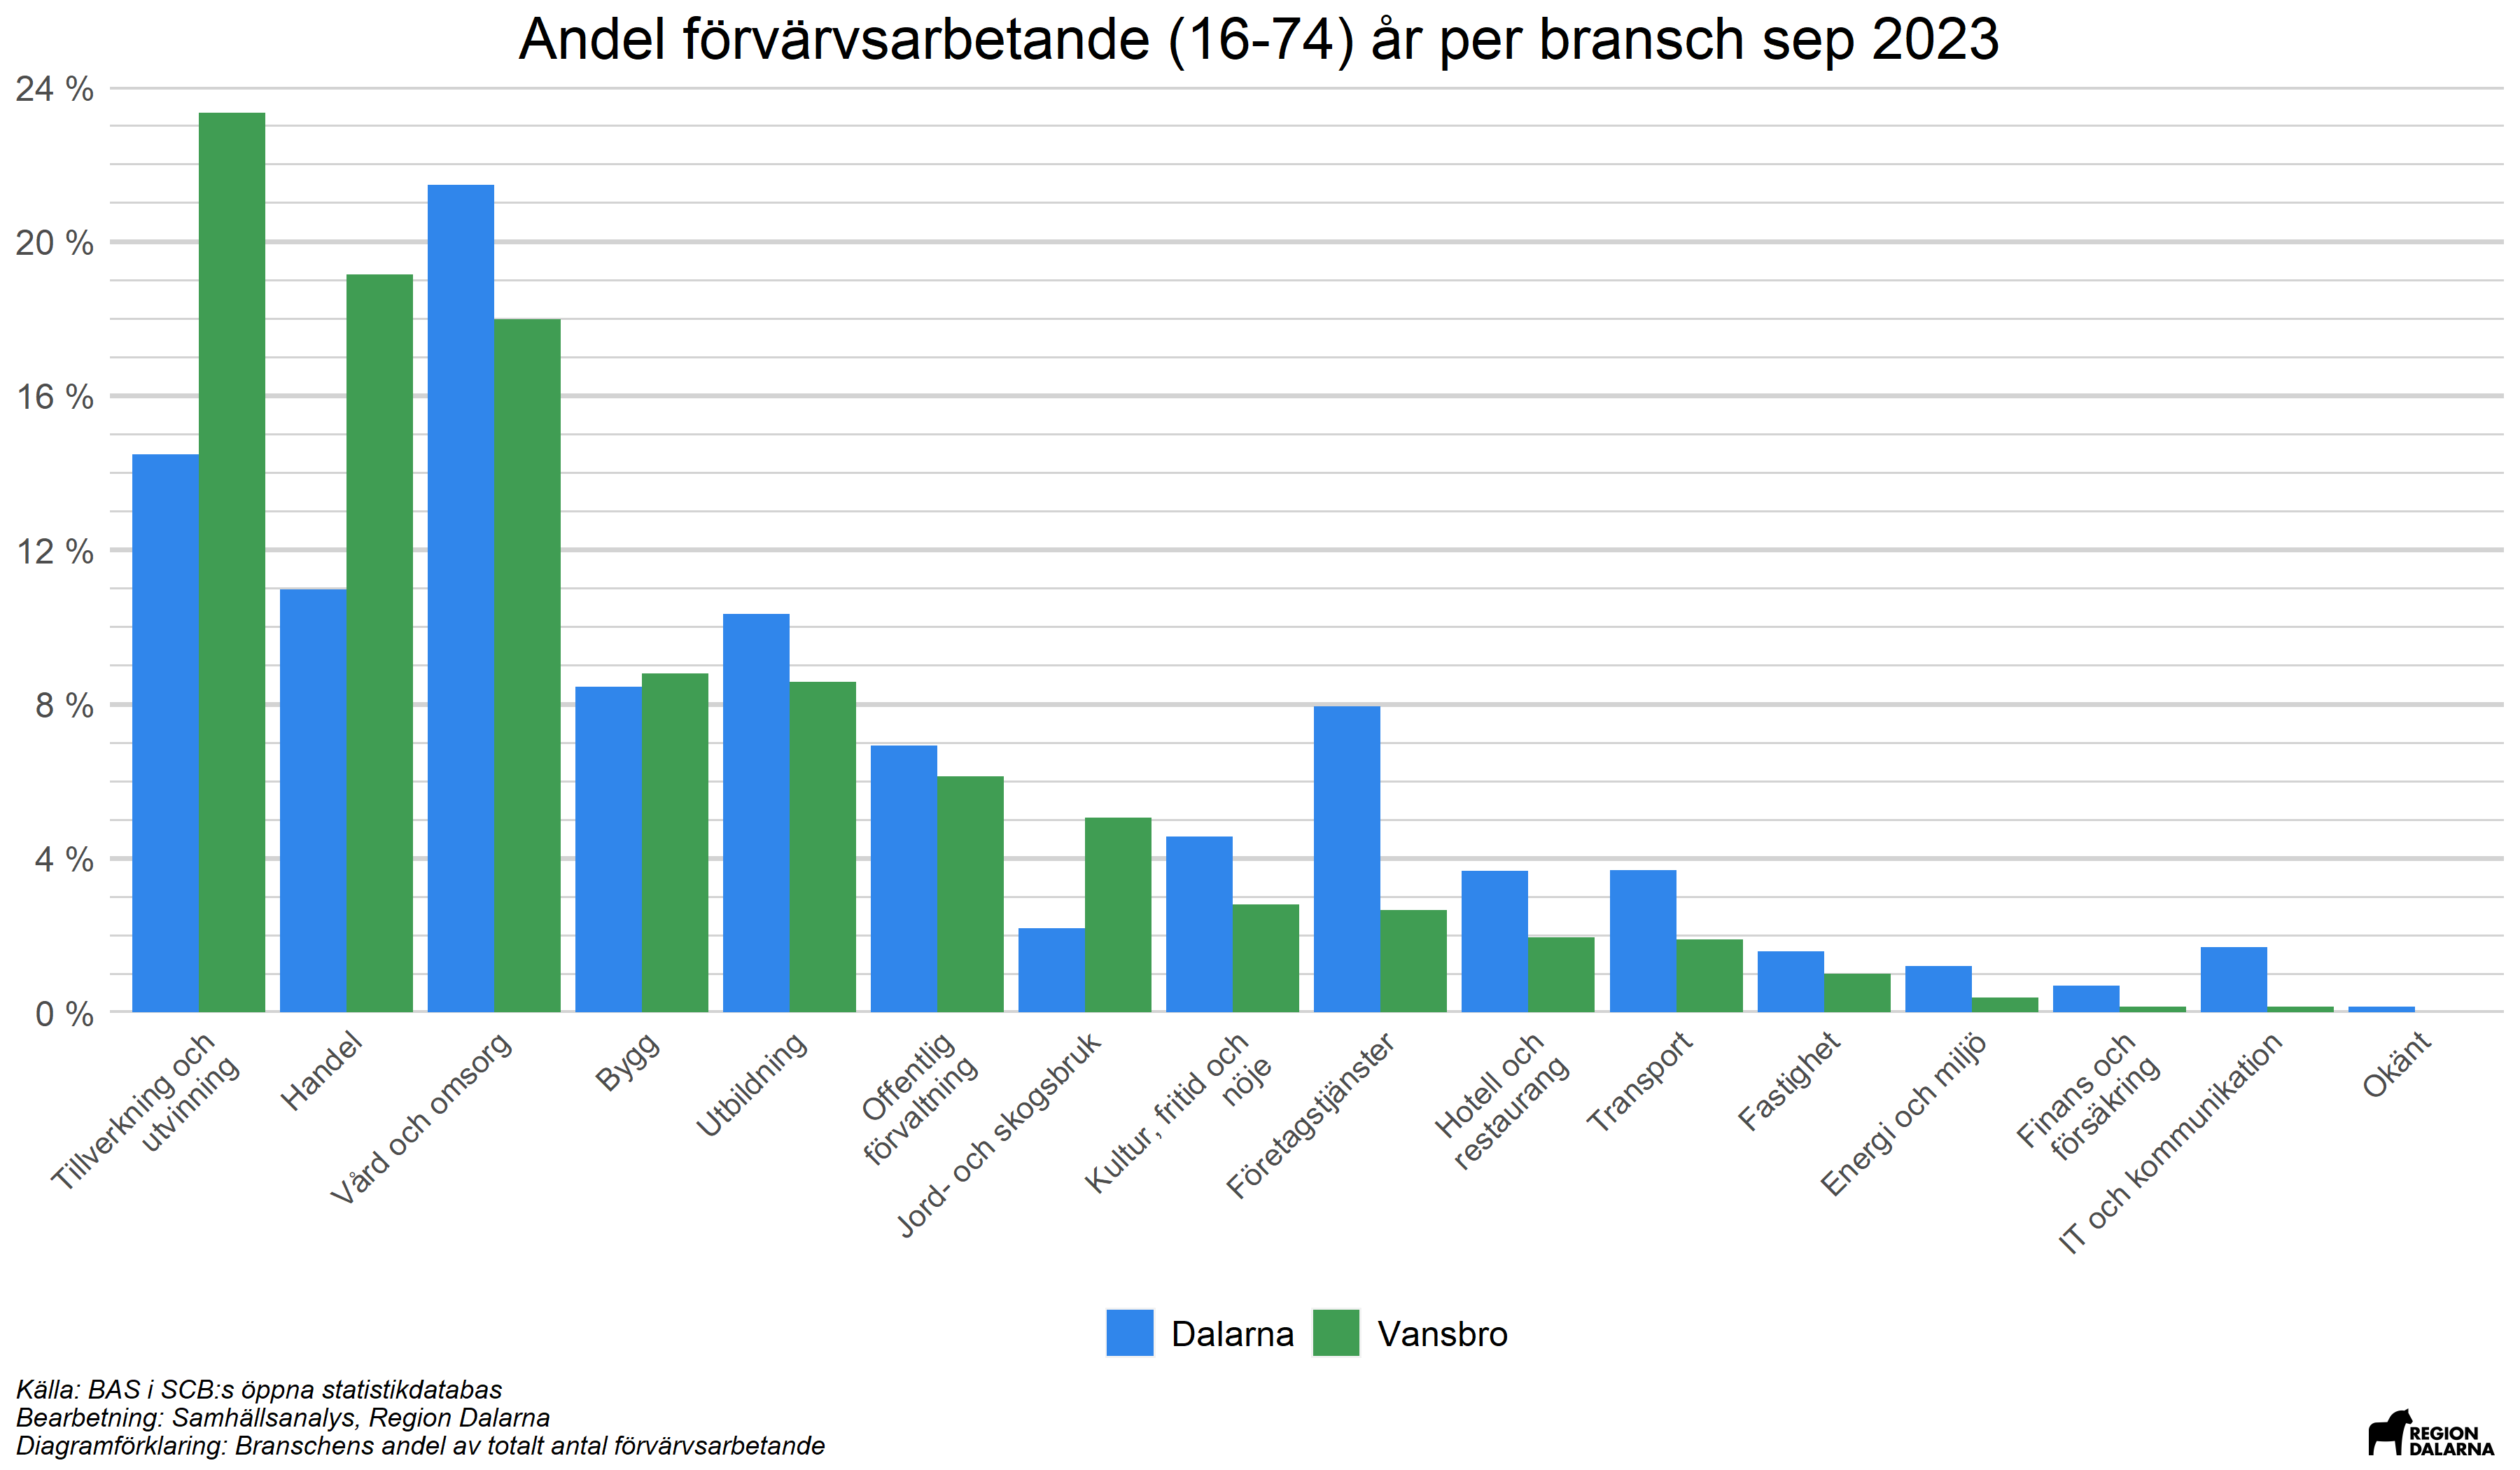 Andel förvärvsarbetande (16-74) år per bransch sep 2023
24 %
20 %
16 %
12 %
8 %
4 %
0 %
Tillverkning och
utvinning
Handel
Vård och omsorg
Bygg
Utbildning
Offentlig
förvaltning
Jord- och skogsbruk
Kultur, fritid och
nöje
Företagstjänster
Hotell och
restaurang
Transport
Fastighet
Energi och miljö
Finans och
försäkring
IT och kommunikation
Okänt
Dalarna
Vansbro
Källa: BAS i SCB:s öppna statistikdatabas
Bearbetning: Samhällsanalys, Region Dalarna
Diagramförklaring: Branschens andel av totalt antal förvärvsarbetande
REGION
DALARNA